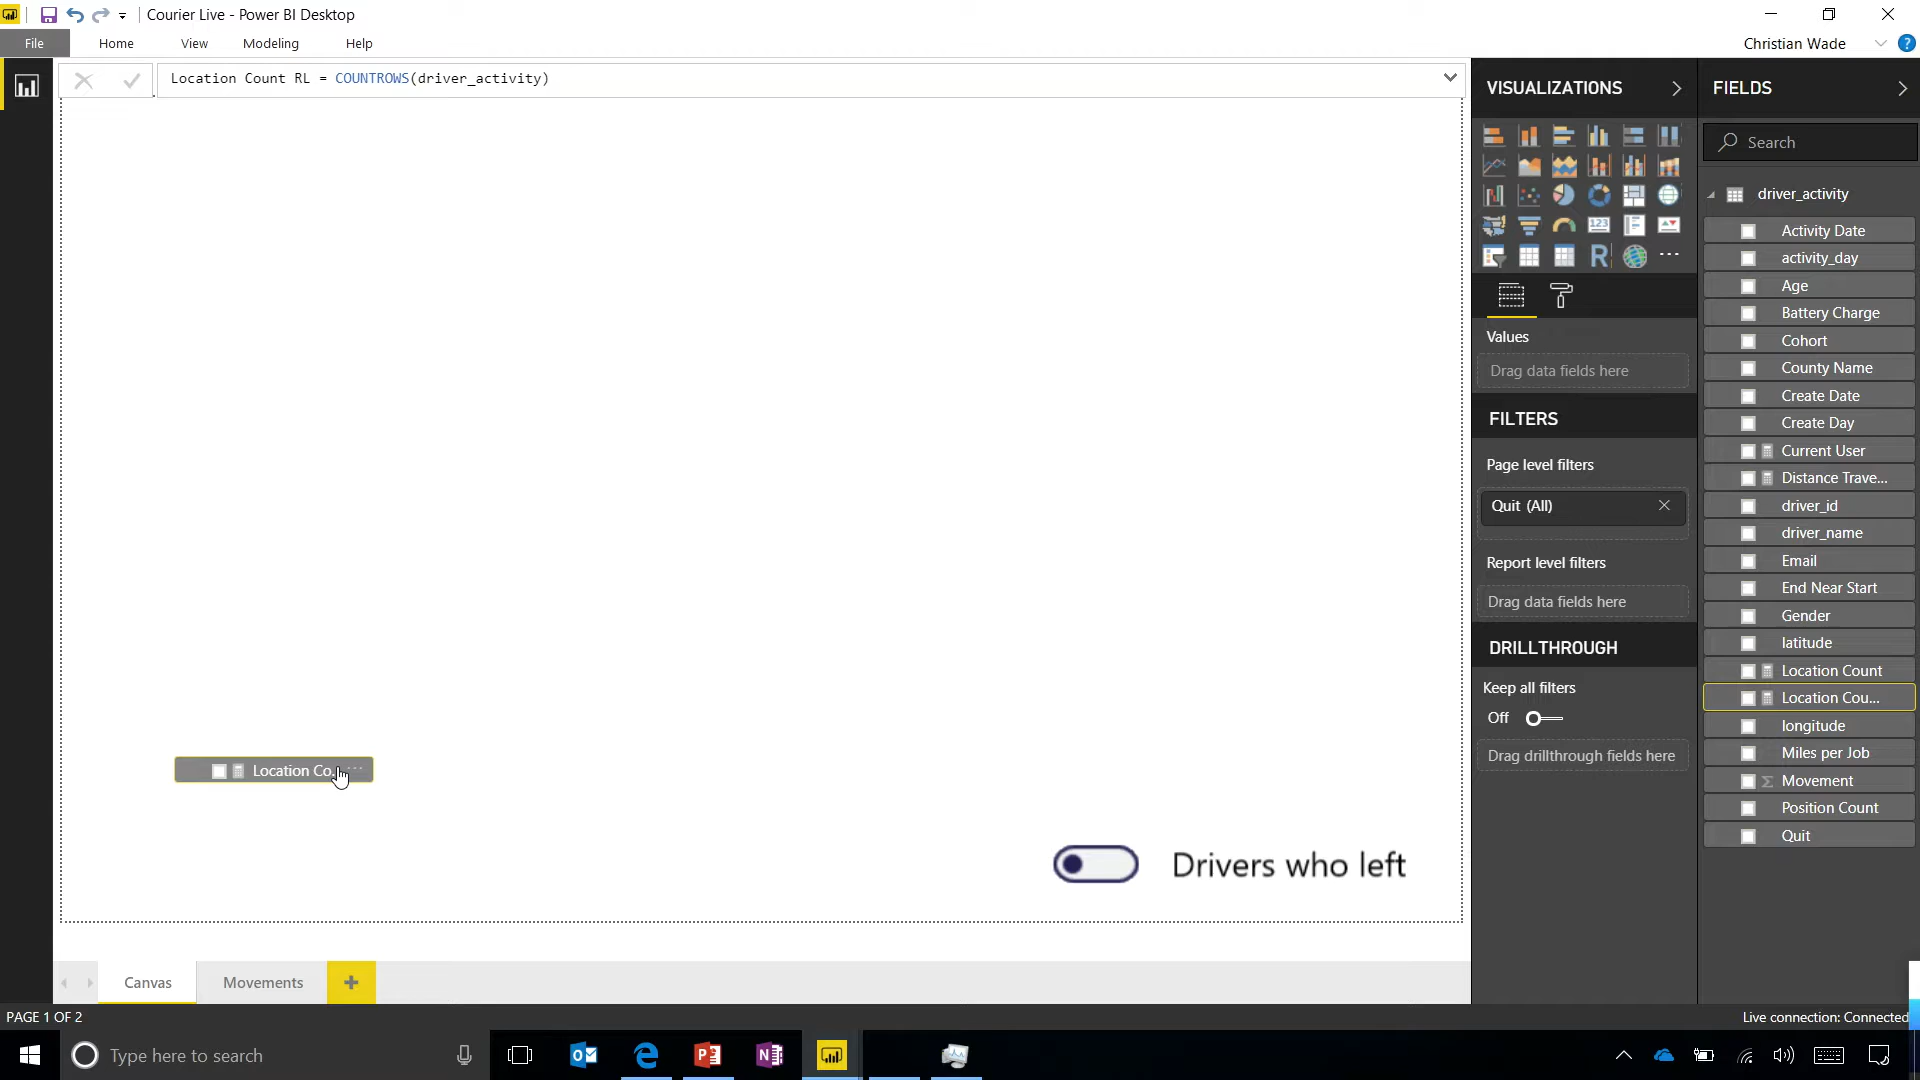 Courier Live - Power BI Desktop
File
Home
View
Modeling
Help
Christian Wade
Location Count RL = COUNTROWS(driver_activity)
VISUALIZATIONS
FIELDS
Search
driver_activity
Activity Date
activity_day
Age
Battery Charge
Cohort
County Name
Create Date
Create Day
Current User
Distance Trave...
driver_id
driver_name
Email
End Near Start
Gender
latitude
Location Count
Location Cou...
longitude
Miles per Job
Movement
Position Count
Quit
Values
Drag data fields here
FILTERS
Page level filters
Quit (All)
Report level filters
Drag data fields here
DRILLTHROUGH
Keep all filters
Off
Drag drillthrough fields here
Location Co...
Drivers who left
Canvas
Movements
PAGE 1 OF 2
Live connection: Connected
Type here to search